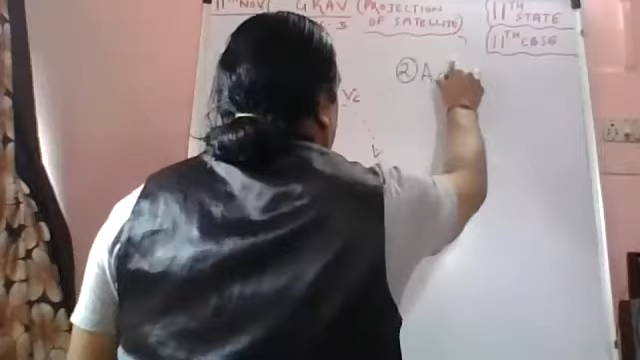 11TH NOV GRAV (PROJECTION
OF SATELLITE)
11TH STATE
11TH CBSE
Vc
② A